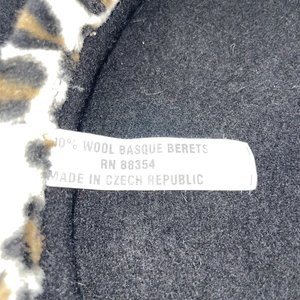 0% WOOL BASQUE BERETS
RN 88354
MADE IN CZECH REPUBLIC